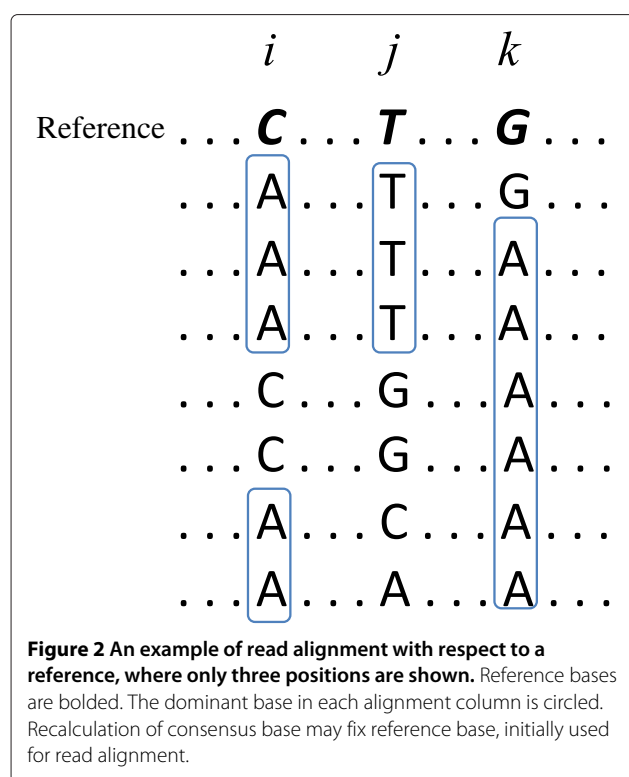 i j k
Reference . . . C . . . T . . . G . . .
. . . A . . . T . . . G . . .
. . . A . . . T . . . A . . .
. . . A . . . T . . . A . . .
. . . C . . . G . . . A . . .
. . . C . . . G . . . A . . .
. . . A . . . C . . . A . . .
. . . A . . . A . . . A . . .
Figure 2 An example of read alignment with respect to a
reference, where only three positions are shown. Reference bases
are bolded. The dominant base in each alignment column is circled.
Recalculation of consensus base may fix reference base, initially used
for read alignment.